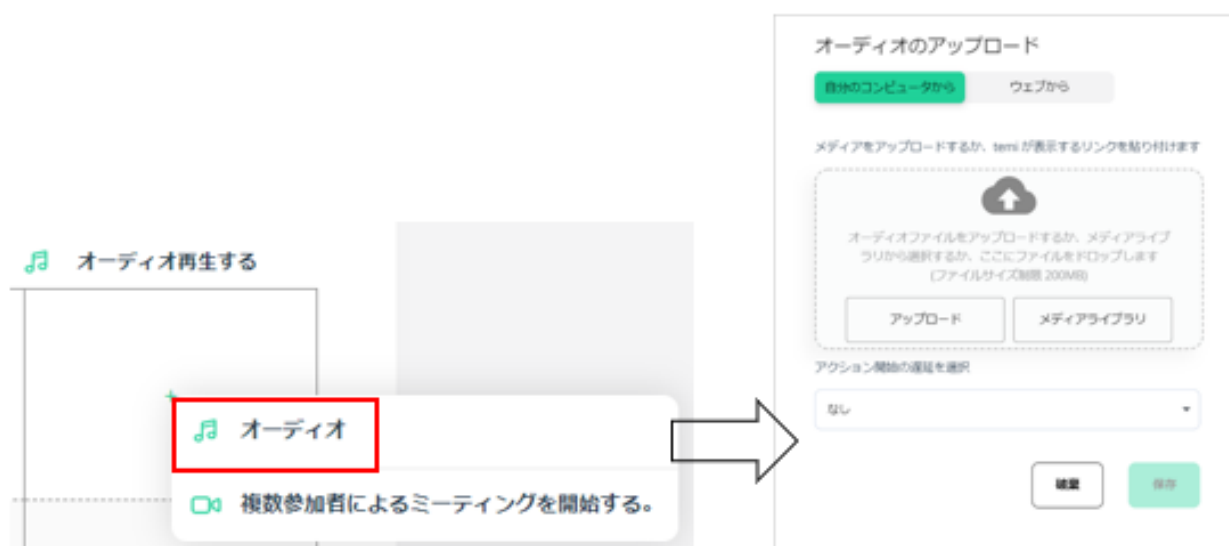 オーディオ再生する
オーディオ
複数参加者によるミーティングを開始する。
オーディオのアップロード
自分のコンピュータから
ウェブから
メディアをアップロードするか、temi が表示するリンクを貼り付けます
オーディオファイルをアップロードするか、メディアライブ
ラリから選択するか、ここにファイルをドロップします
(ファイルサイズ制限 200MB)
アップロード
メディアライブラリ
アクション開始の遅延を選択
なし
破棄
保存